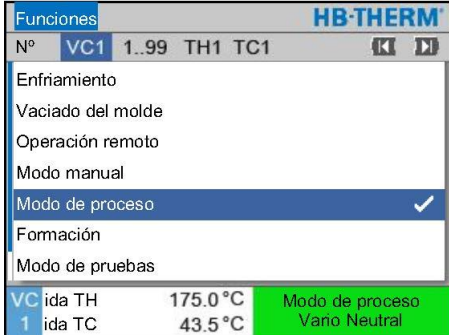 Funciones HB-THERM®
Nº VC1 1..99 TH1 TC1
Enfriamiento
Vaciado del molde
Operación remoto
Modo manual
Modo de proceso
Formación
Modo de pruebas
VC ida TH 175.0 °C Modo de proceso
1 ida TC 43.5 °C Vario Neutral